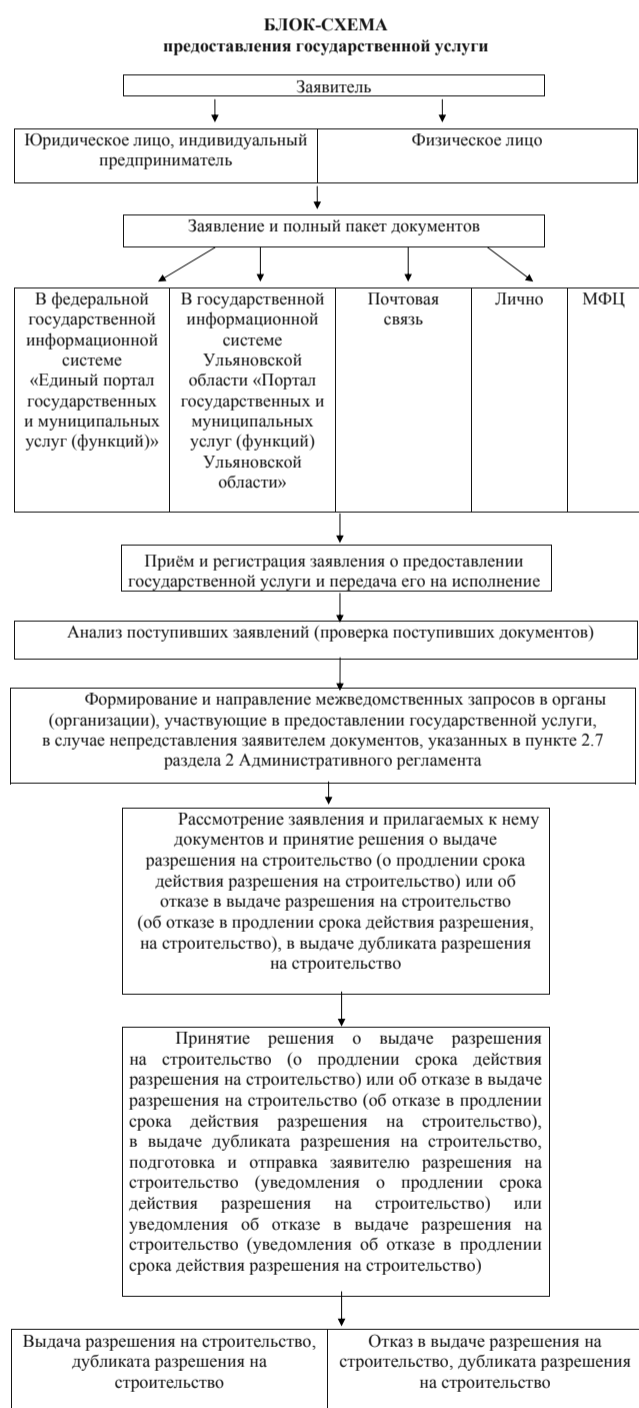 БЛОК-СХЕМА
предоставления государственной услуги
Заявитель
Юридическое лицо, индивидуальный
предприниматель
Физическое лицо
Заявление и полный пакет документов
В федеральной
государственной
информационной
системе
«Единый портал
государственных
и муниципальных
услуг (функций)»
В государственной
информационной
системе
Ульяновской
области «Портал
государственных и
муниципальных
услуг (функций)
Ульяновской
области»
Почтовая
связь
Лично
МФЦ
Приём и регистрация заявления о предоставлении
государственной услуги и передача его на исполнение
Анализ поступивших заявлений (проверка поступивших документов)
Формирование и направление межведомственных запросов в органы
(организации), участвующие в предоставлении государственной услуги,
в случае непредставления заявителем документов, указанных в пункте 2.7
раздела 2 Административного регламента
Рассмотрение заявления и прилагаемых к нему
документов и принятие решения о выдаче
разрешения на строительство (о продлении срока
действия разрешения на строительство) или об
отказе в выдаче разрешения на строительство
(об отказе в продлении срока действия разрешения,
на строительство), в выдаче дубликата разрешения
на строительство
Принятие решения о выдаче разрешения
на строительство (о продлении срока действия
разрешения на строительство) или об отказе в выдаче
разрешения на строительство (об отказе в продлении
срока действия разрешения на строительство),
в выдаче дубликата разрешения на строительство,
подготовка и отправка заявителю разрешения на
строительство (уведомления о продлении срока
действия разрешения на строительство) или
уведомления об отказе в выдаче разрешения на
строительство (уведомления об отказе в продлении
срока действия разрешения на строительство)
Выдача разрешения на строительство,
дубликата разрешения на
строительство
Отказ в выдаче разрешения на
строительство, дубликата разрешения
на строительство